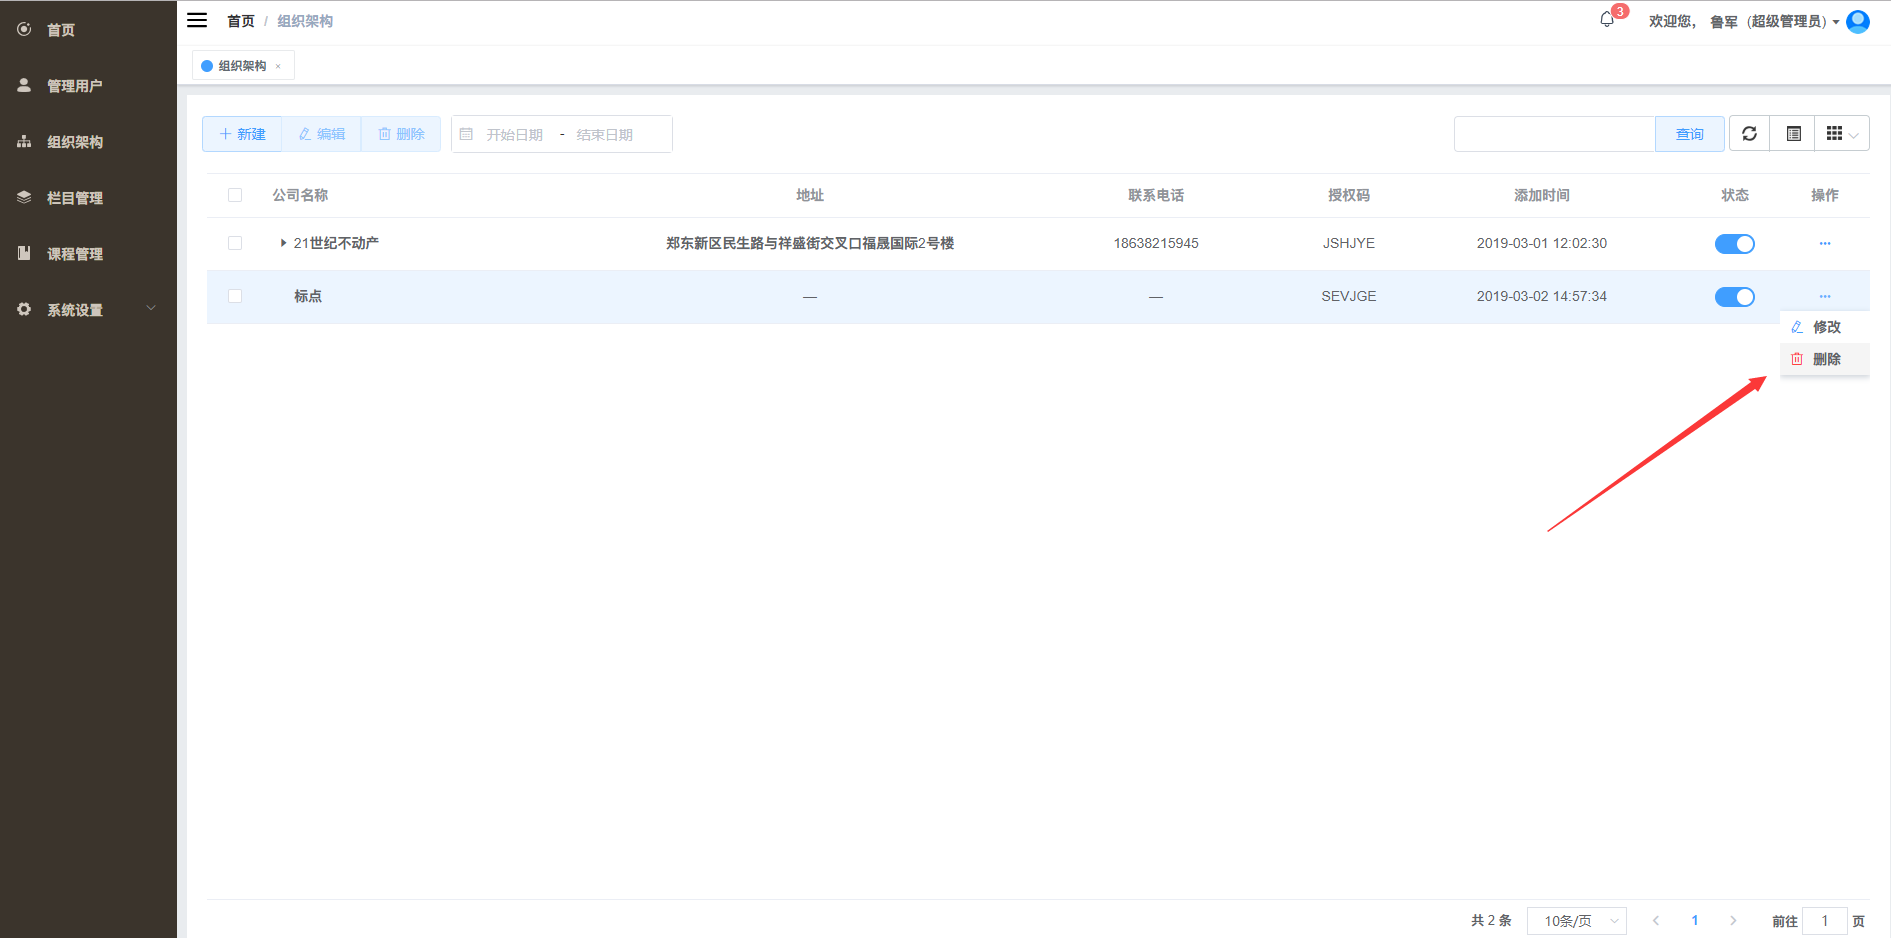 首页
管理用户
组织架构
栏目管理
课程管理
系统设置
首页 / 组织架构
3
欢迎您， 鲁军（超级管理员）
组织架构 ×
新建 编辑 删除 开始日期 - 结束日期 查询
公司名称 地址 联系电话 授权码 添加时间 状态 操作
21世纪不动产 郑东新区民生路与祥盛街交叉口福晟国际2号楼 18638215945 JSHJYE 2019-03-01 12:02:30
标点 — — SEVJGE 2019-03-02 14:57:34
修改
删除
共 2 条 10条/页 1 前往 1 页